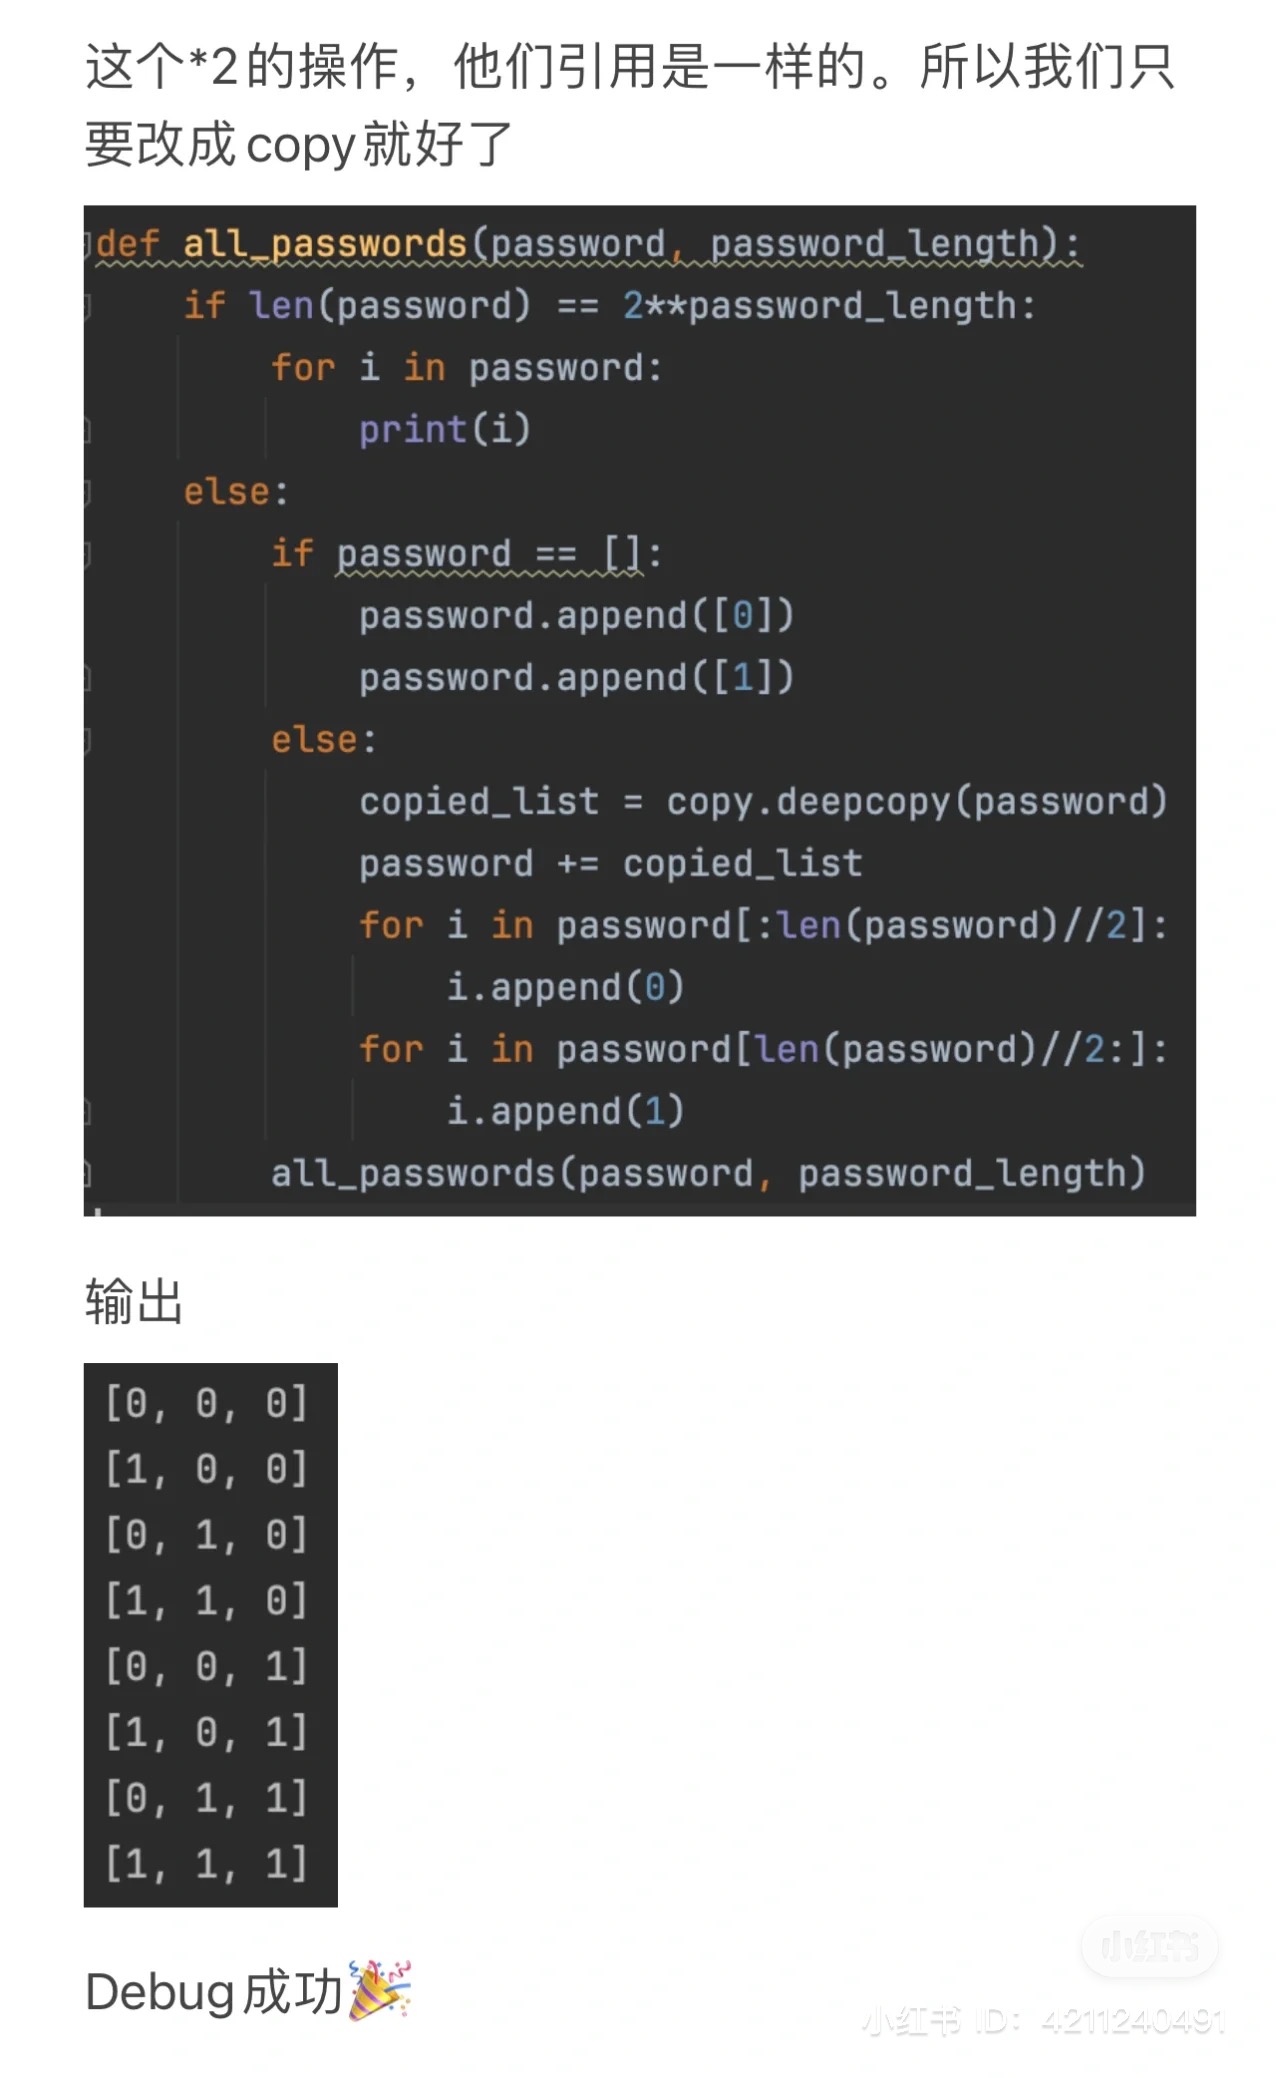 这个*2的操作，他们引用是一样的。所以我们只
要改成copy就好了
def all_passwords(password, password_length):
    if len(password) == 2**password_length:
        for i in password:
            print(i)
    else:
        if password == []:
            password.append([0])
            password.append([1])
        else:
            copied_list = copy.deepcopy(password)
            password += copied_list
            for i in password[:len(password)//2]:
                i.append(0)
            for i in password[len(password)//2:]:
                i.append(1)
        all_passwords(password, password_length)
输出
[0, 0, 0]
[1, 0, 0]
[0, 1, 0]
[1, 1, 0]
[0, 0, 1]
[1, 0, 1]
[0, 1, 1]
[1, 1, 1]
Debug成功🎉
小红书
小红书 ID: 4211240491